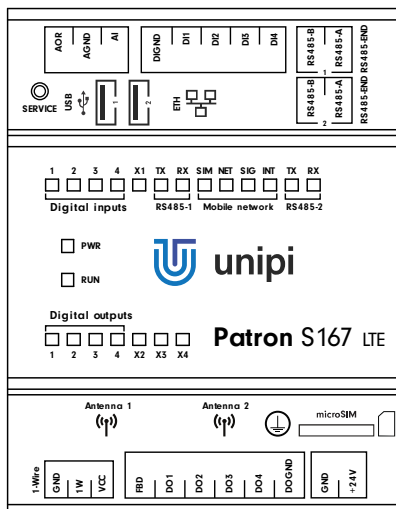 AOR AGND AI DIGND DI1 DI2 DI3 DI4 RS485-B RS485-A RS485-END
1
RS485-B RS485-A RS485-END
2
SERVICE USB 1 2 ETH
1 2 3 4 X1 TX RX SIM NET SIG INT TX RX
Digital inputs RS485-1 Mobile network RS485-2
PWR
unipi
RUN
Digital outputs
Patron S167 LTE
1 2 3 4 X2 X3 X4
Antenna 1 Antenna 2 microSIM
1-Wire GND 1W VCC FBD DO1 DO2 DO3 DO4 DOGND GND +24V